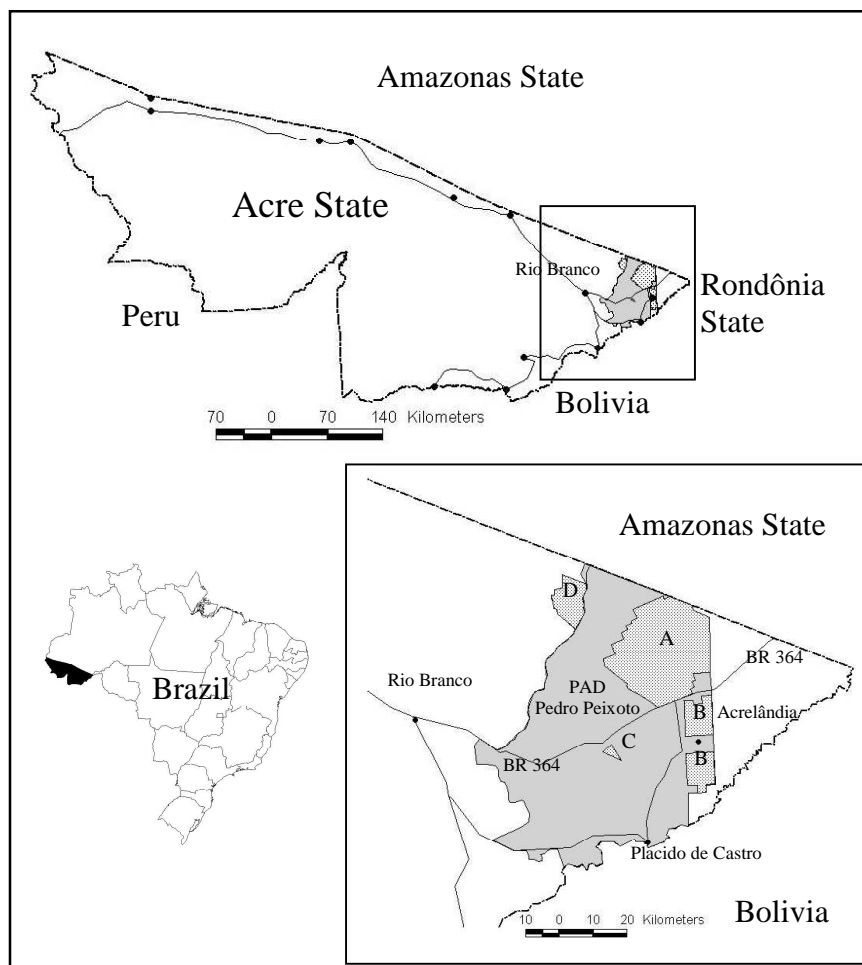 Amazonas State
Acre State
Rio Branco
Rondônia
State
Peru
Bolivia
70 0 70 140 Kilometers
Amazonas State
D
A
BR 364
Brazil
Rio Branco
PAD
Pedro Peixoto
B
Acrelândia
C
B
BR 364
Plácido de Castro
10 0 10 20 Kilometers
Bolivia